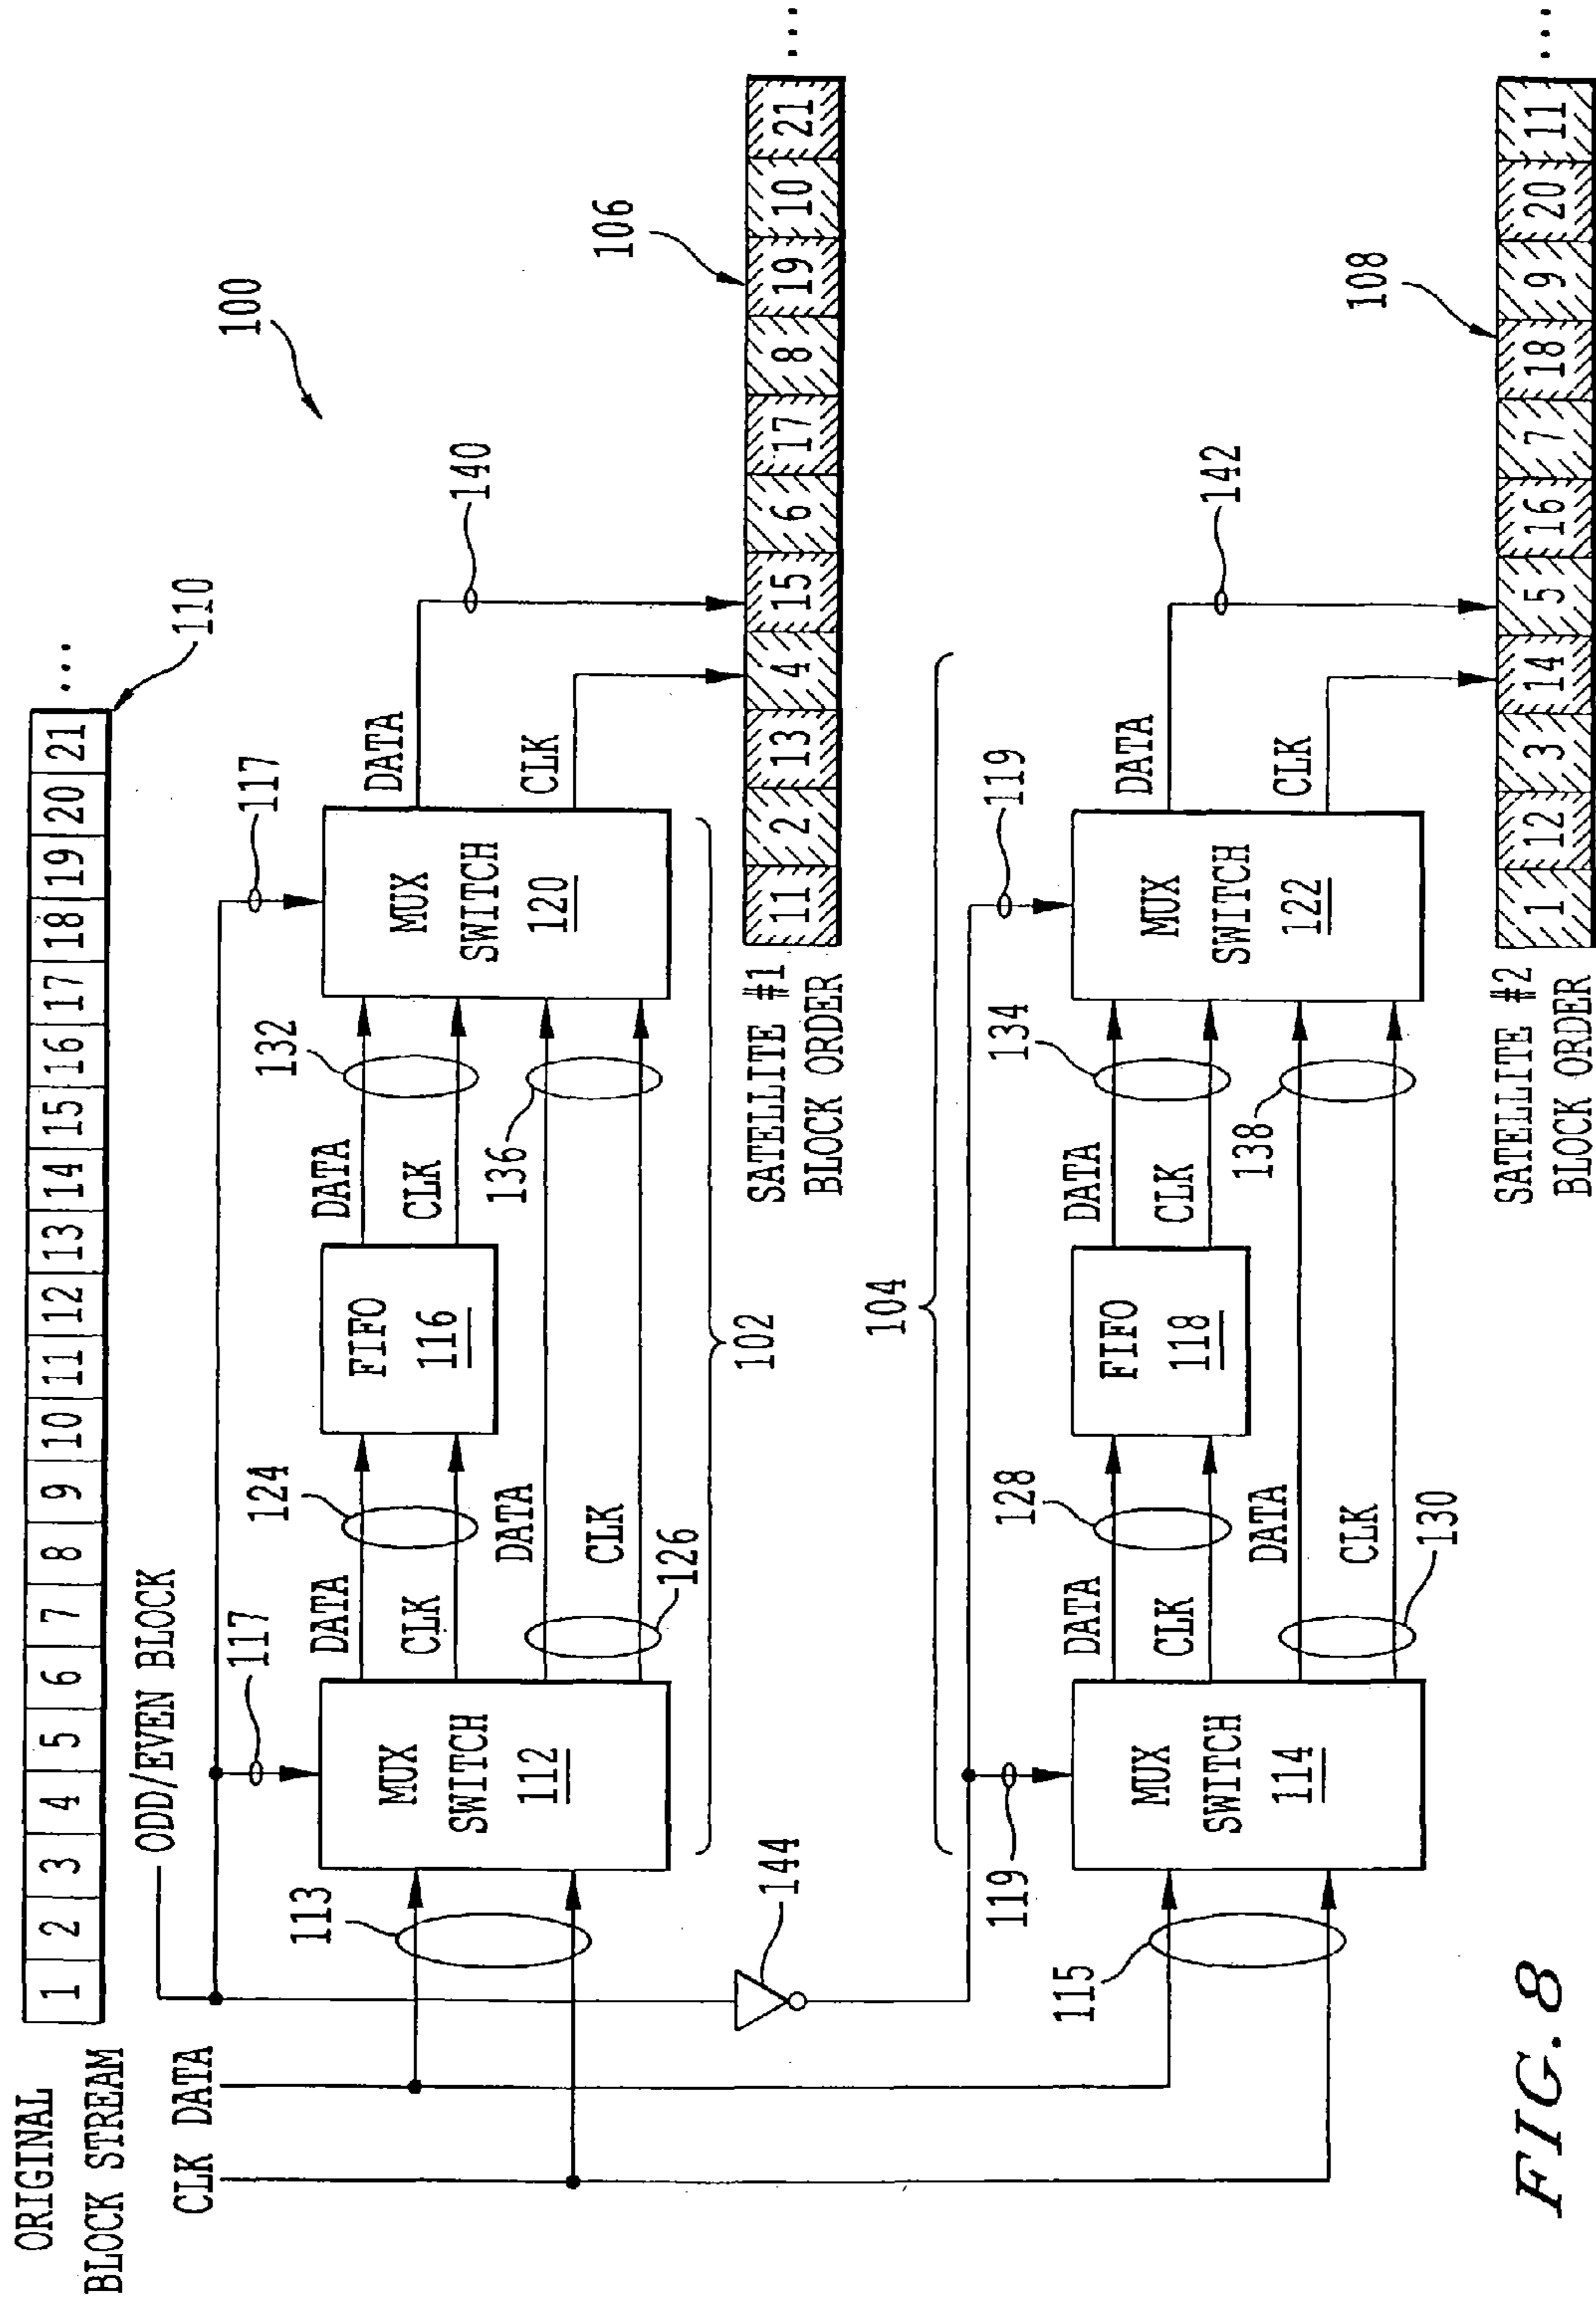 ORIGINAL
BLOCK STREAM
1 2 3 4 5 6 7 8 9 10 11 12 13 14 15 16 17 18 19 20 21 ...
110
ODD/EVEN BLOCK
CLK DATA
100
117
117
113
MUX
SWITCH
112
DATA
CLK
124
FIFO
116
DATA
CLK
132
DATA
CLK
126
136
MUX
SWITCH
120
DATA
CLK
140
102
144
106
SATELLITE #1
BLOCK ORDER
11 2 13 4 15 6 17 8 19 10 21 ...
104
119
119
115
MUX
SWITCH
114
DATA
CLK
128
FIFO
118
DATA
CLK
134
DATA
CLK
130
138
MUX
SWITCH
122
DATA
CLK
142
108
SATELLITE #2
BLOCK ORDER
1 12 3 14 5 16 7 18 9 20 11 ...
FIG. 8